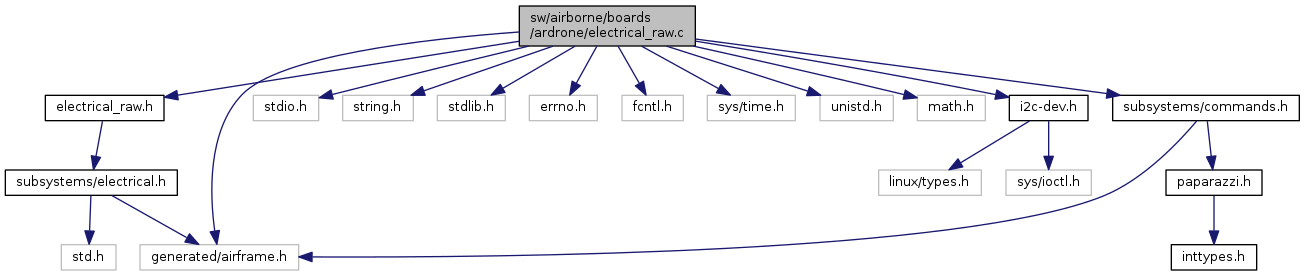 sw/airborne/boards
/ardrone/electrical_raw.c
electrical_raw.h
stdio.h
string.h
stdlib.h
errno.h
fcntl.h
sys/time.h
unistd.h
math.h
i2c-dev.h
subsystems/commands.h
subsystems/electrical.h
linux/types.h
sys/ioctl.h
paparazzi.h
std.h
generated/airframe.h
inttypes.h